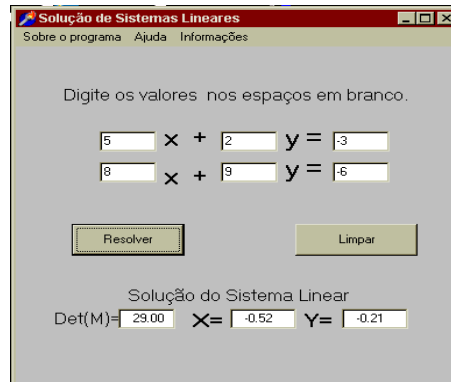 Solução de Sistemas Lineares
Sobre o programa Ajuda Informações
Digite os valores nos espaços em branco.
5 x + 2 y = -3
8 x + 9 y = -6
Resolver Limpar
Solução do Sistema Linear
Det(M)= 29.00 X= -0.52 Y= -0.21